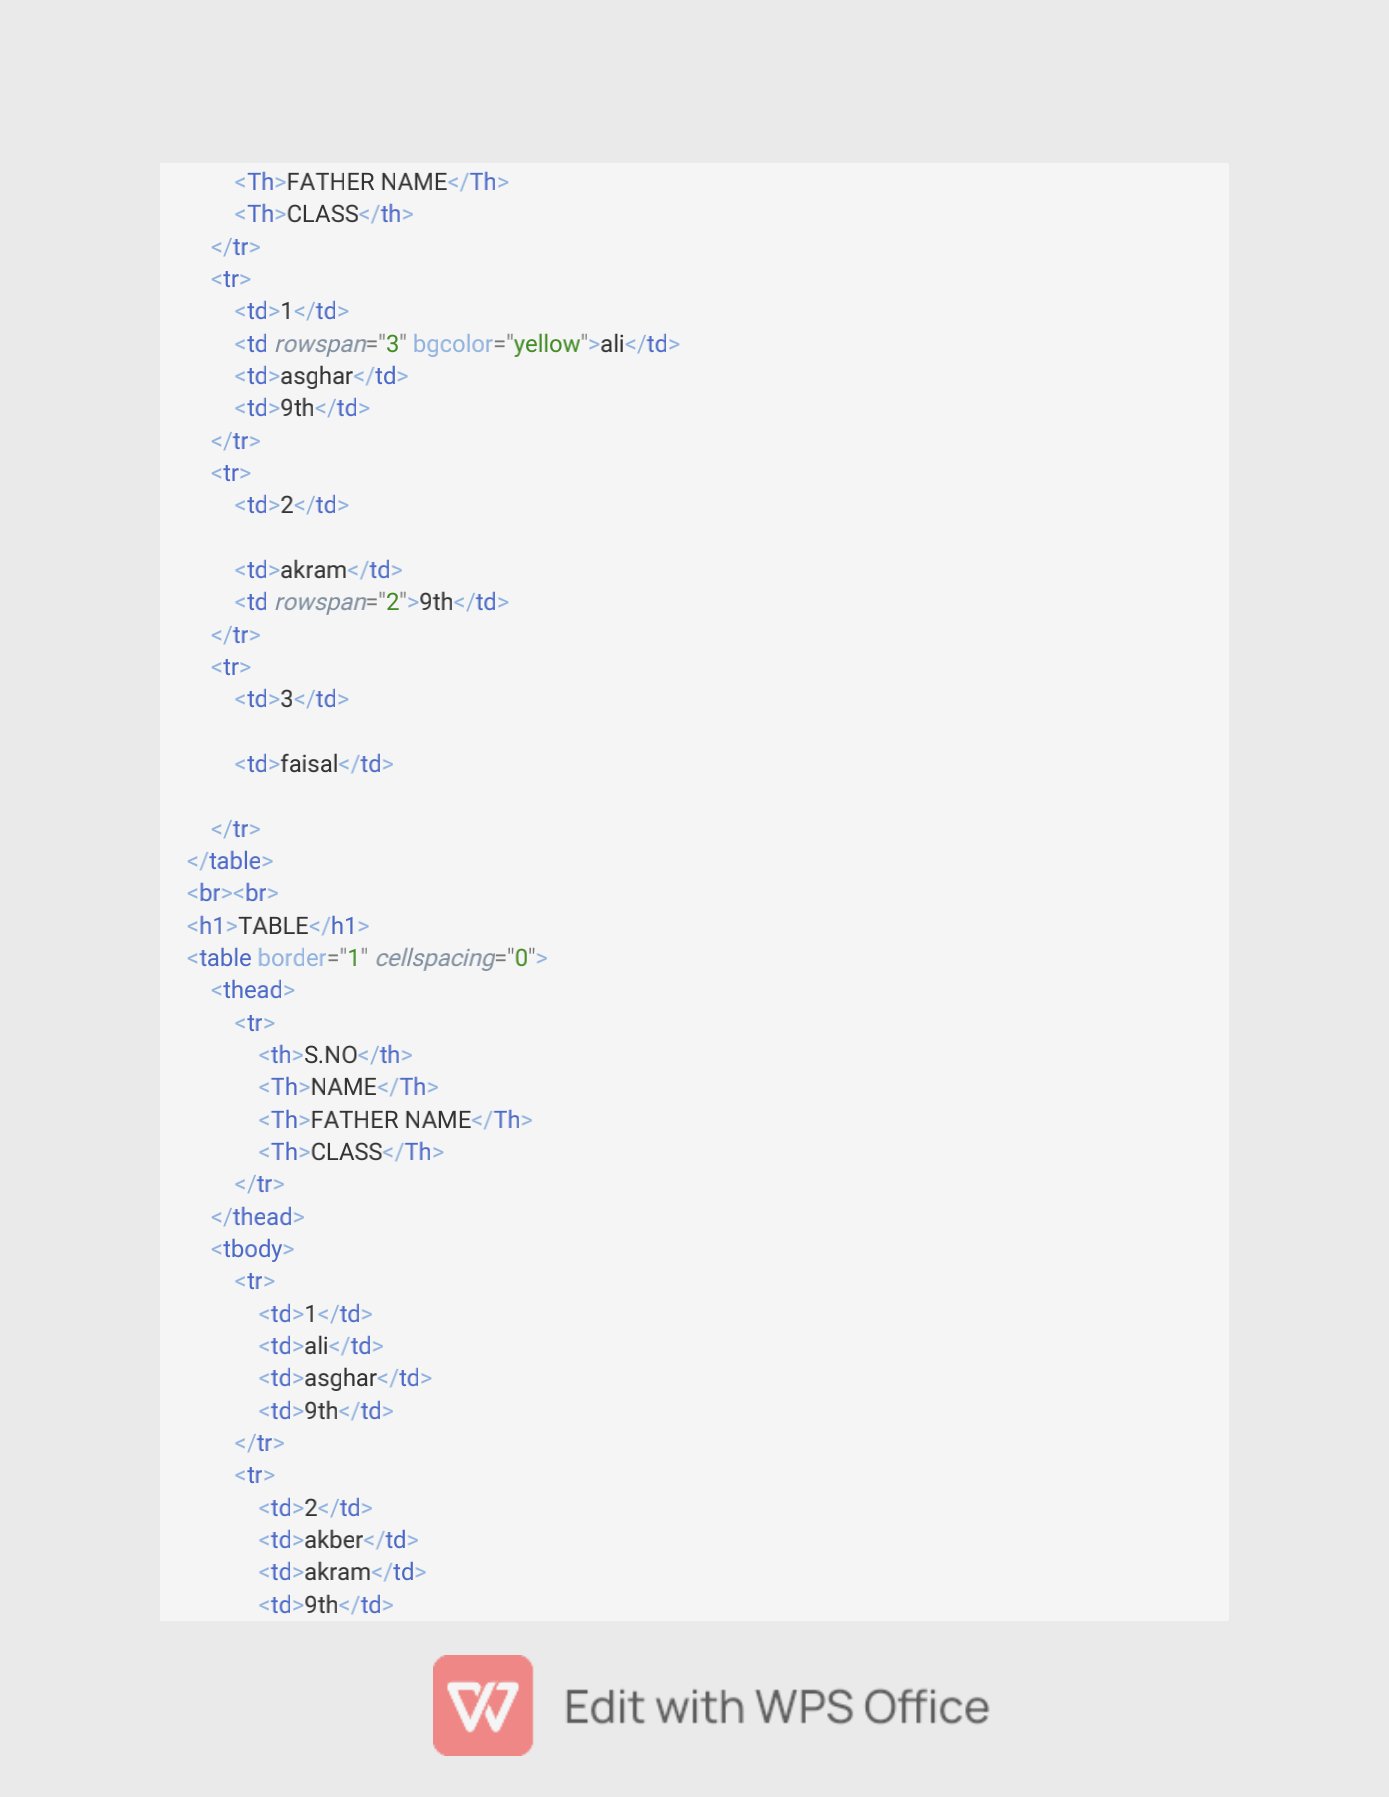 <Th>FATHER NAME</Th>
<Th>CLASS</th>
</tr>
<tr>
<td>1</td>
<td rowspan="3" bgcolor="yellow">ali</td>
<td>asghar</td>
<td>9th</td>
</tr>
<tr>
<td>2</td>
<td>akram</td>
<td rowspan="2">9th</td>
</tr>
<tr>
<td>3</td>
<td>faisal</td>
</tr>
</table>
<br><br>
<h1>TABLE</h1>
<table border="1" cellspacing="0">
<thead>
<tr>
<th>S.NO</th>
<Th>NAME</Th>
<Th>FATHER NAME</Th>
<Th>CLASS</Th>
</tr>
</thead>
<tbody>
<tr>
<td>1</td>
<td>ali</td>
<td>asghar</td>
<td>9th</td>
</tr>
<tr>
<td>2</td>
<td>akber</td>
<td>akram</td>
<td>9th</td>
Edit with WPS Office